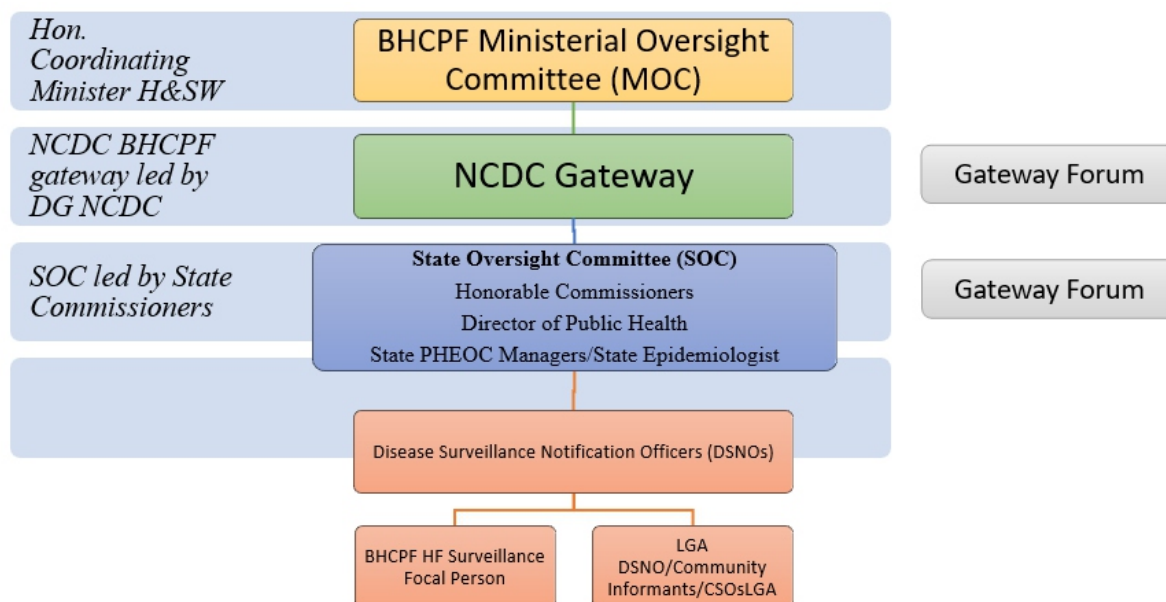 Hon.
Coordinating
Minister H&SW
BHCPF Ministerial Oversight
Committee (MOC)
NCDC BHCPF
gateway led by
DG NCDC
NCDC Gateway
Gateway Forum
SOC led by State
Commissioners
State Oversight Committee (SOC)
Honorable Commissioners
Director of Public Health
State PHEOC Managers/State Epidemiologist
Gateway Forum
Disease Surveillance Notification Officers (DSNOs)
BHCPF HF Surveillance
Focal Person
LGA
DSNO/Community
Informants/CSOsLGA